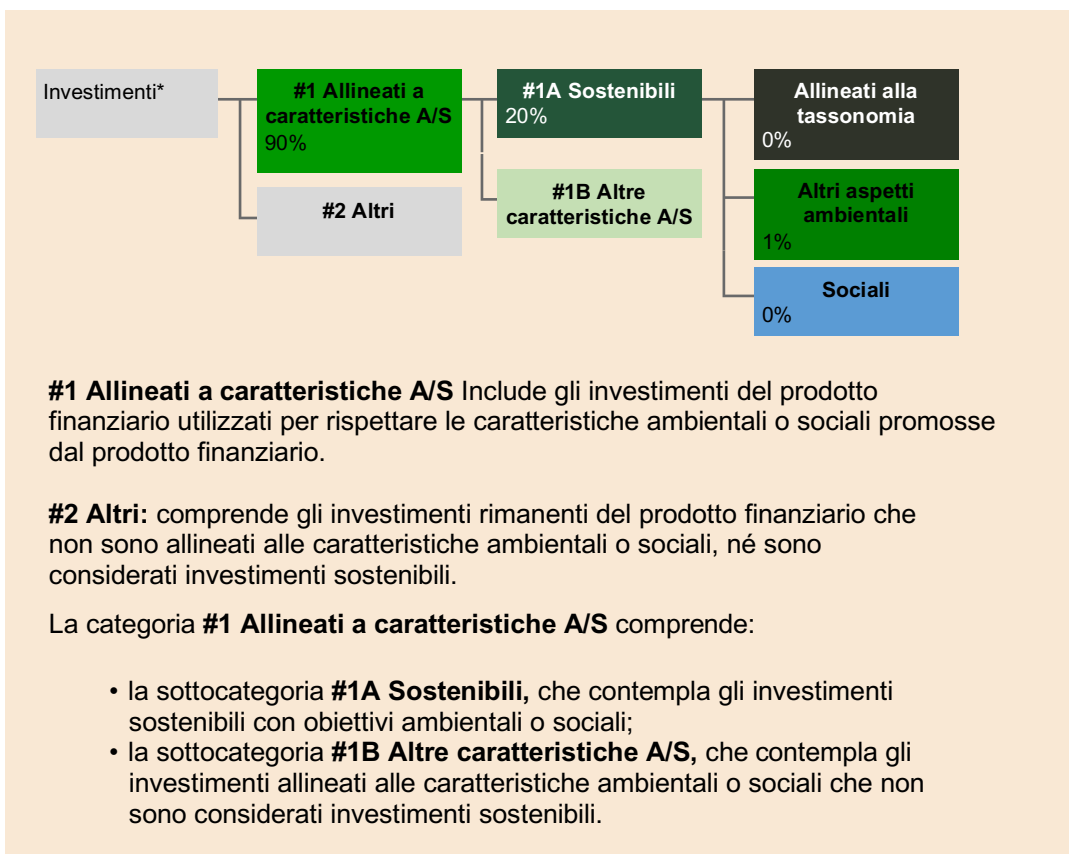 Investimenti*
#1 Allineati a
caratteristiche A/S
90%
#2 Altri
#1A Sostenibili
20%
#1B Altre
caratteristiche A/S
Allineati alla
tassonomia
0%
Altri aspetti
ambientali
1%
Sociali
0%
#1 Allineati a caratteristiche A/S Include gli investimenti del prodotto
finanziario utilizzati per rispettare le caratteristiche ambientali o sociali promosse
dal prodotto finanziario.
#2 Altri: comprende gli investimenti rimanenti del prodotto finanziario che
non sono allineati alle caratteristiche ambientali o sociali, né sono
considerati investimenti sostenibili.
La categoria #1 Allineati a caratteristiche A/S comprende:
• la sottocategoria #1A Sostenibili, che contempla gli investimenti
sostenibili con obiettivi ambientali o sociali;
• la sottocategoria #1B Altre caratteristiche A/S, che contempla gli
investimenti allineati alle caratteristiche ambientali o sociali che non
sono considerati investimenti sostenibili.